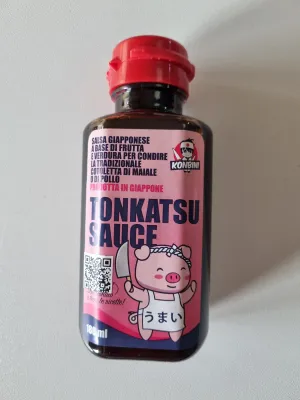 SALSA GIAPPONESE
A BASE DI FRUTTA
E VERDURA PER CONDIRE
LA TRADIZIONALE
COTOLETTA DI MAIALE
O DI POLLO
PRODOTTA IN GIAPPONE
KONBINI
TONKATSU
SAUCE
うまい
ml